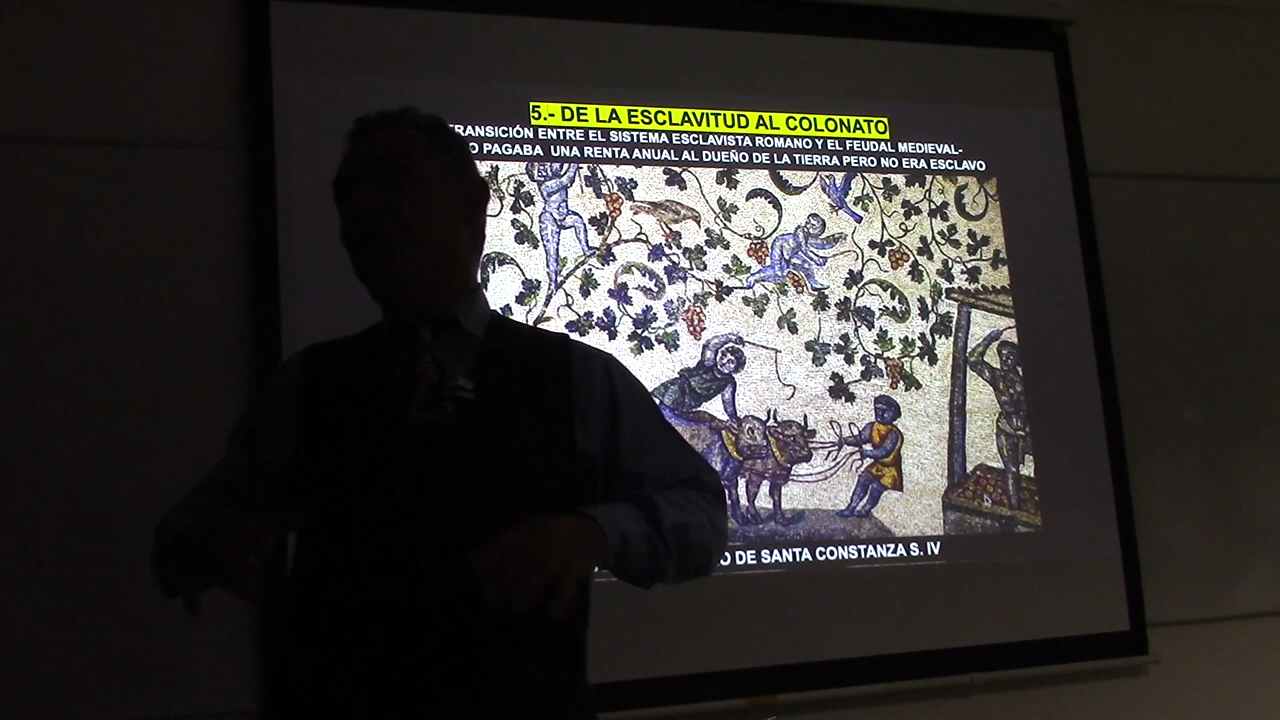 5.- DE LA ESCLAVITUD AL COLONATO
TRANSICIÓN ENTRE EL SISTEMA ESCLAVISTA ROMANO Y EL FEUDAL MEDIEVAL-
O PAGABA UNA RENTA ANUAL AL DUEÑO DE LA TIERRA PERO NO ERA ESCLAVO
O DE SANTA CONSTANZA S. IV